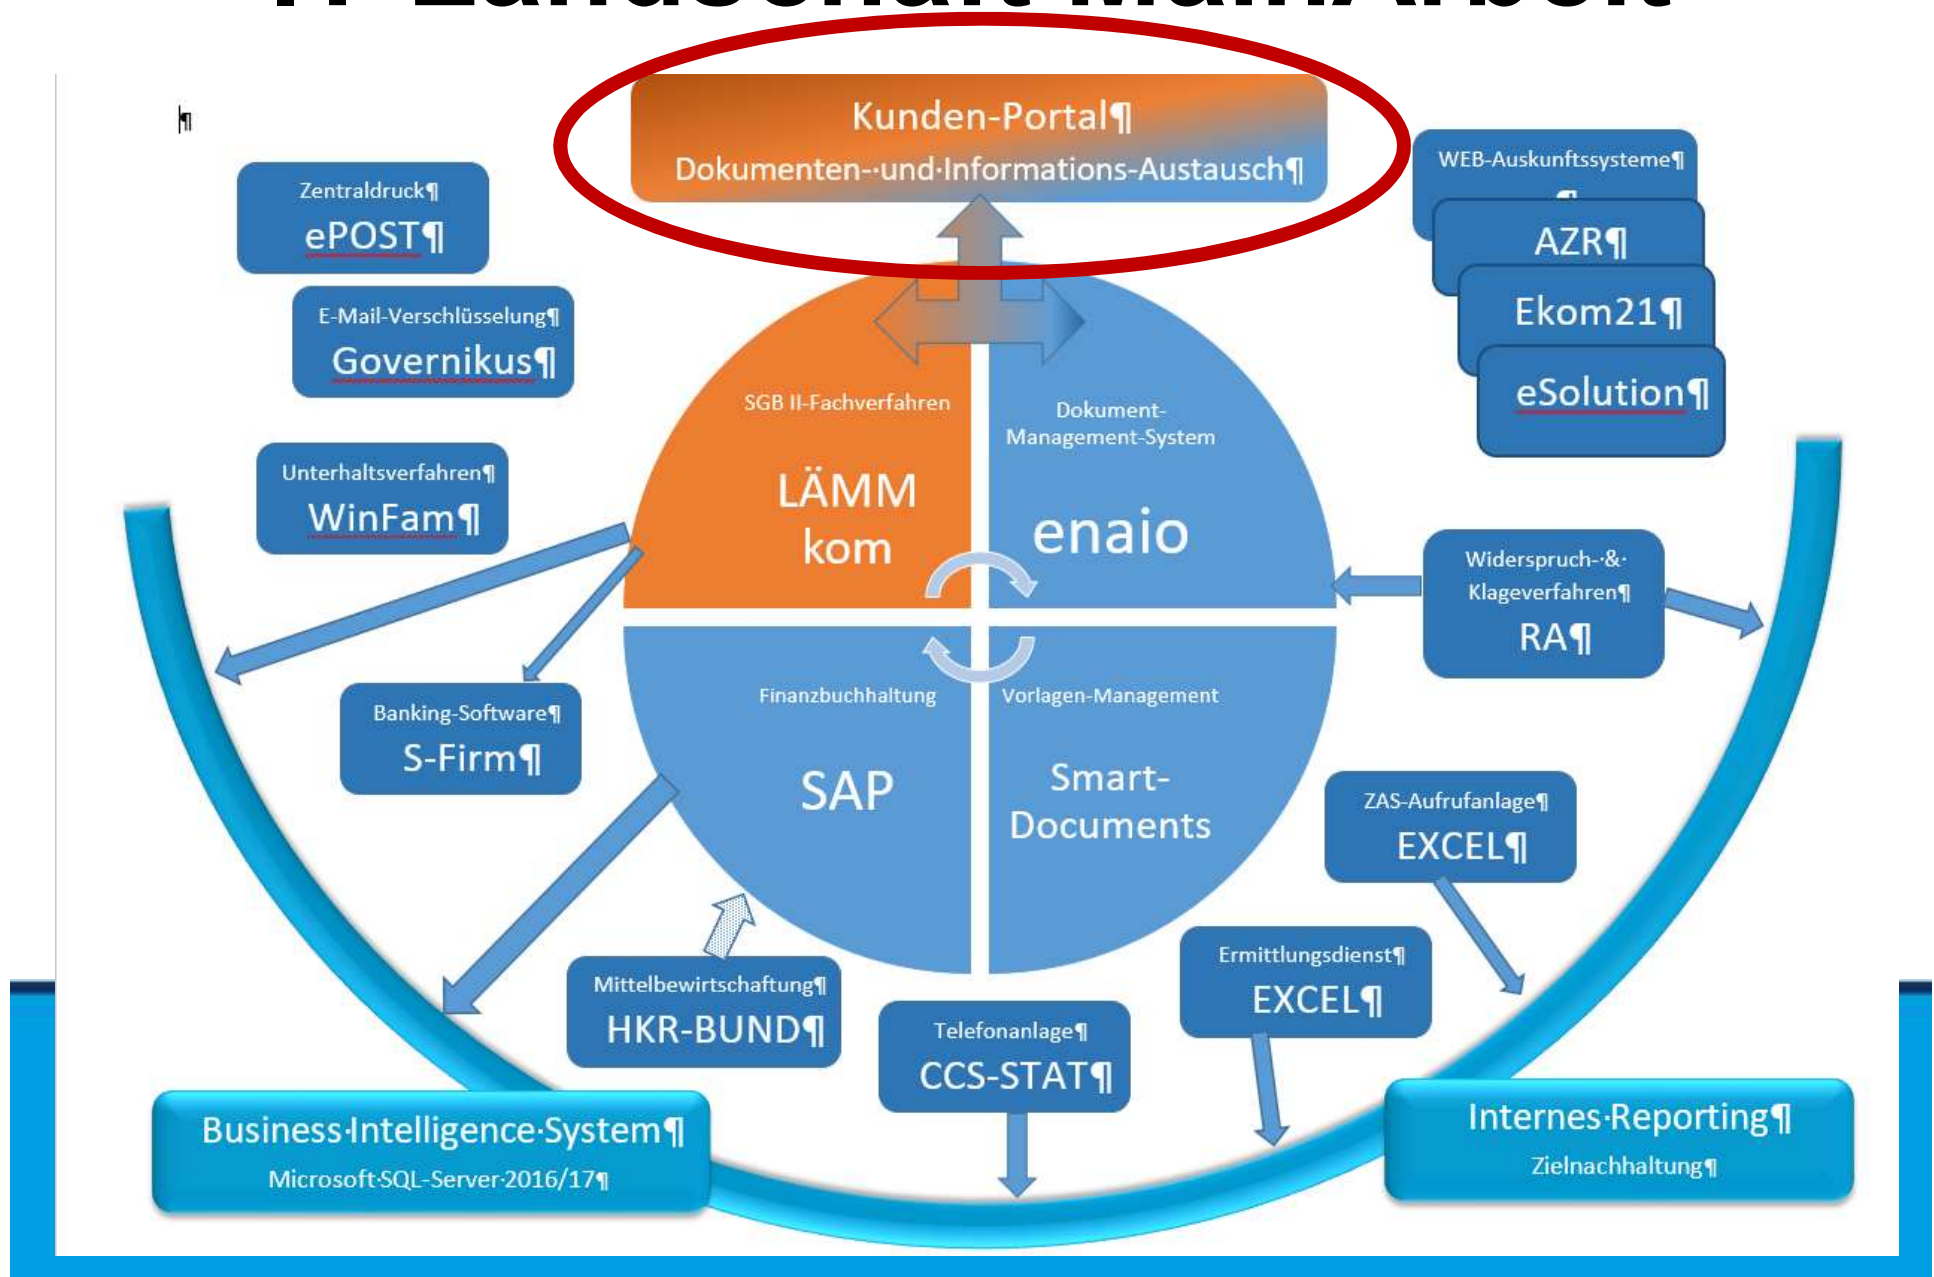 IT-Landschaft MainArbeit
¶
Kunden-Portal¶
Dokumenten-·und·Informations-Austausch¶
Zentraldruck¶
ePOST¶
E-Mail-Verschlüsselung¶
Governikus¶
WEB-Auskunftssysteme¶
¶
AZR¶
Ekom21¶
eSolution¶
SGB II-Fachverfahren
LÄMM
kom
Dokument-
Management-System
enaio
Unterhaltsverfahren¶
WinFam¶
Widerspruch-·&·
Klageverfahren¶
RA¶
Banking-Software¶
S-Firm¶
Finanzbuchhaltung
SAP
Vorlagen-Management
Smart-
Documents
ZAS-Aufrufanlage¶
EXCEL¶
Ermittlungsdienst¶
EXCEL¶
Mittelbewirtschaftung¶
HKR-BUND¶
Telefonanlage¶
CCS-STAT¶
Business·Intelligence·System¶
Microsoft·SQL-Server·2016/17¶
Internes·Reporting¶
Zielnachhaltung¶